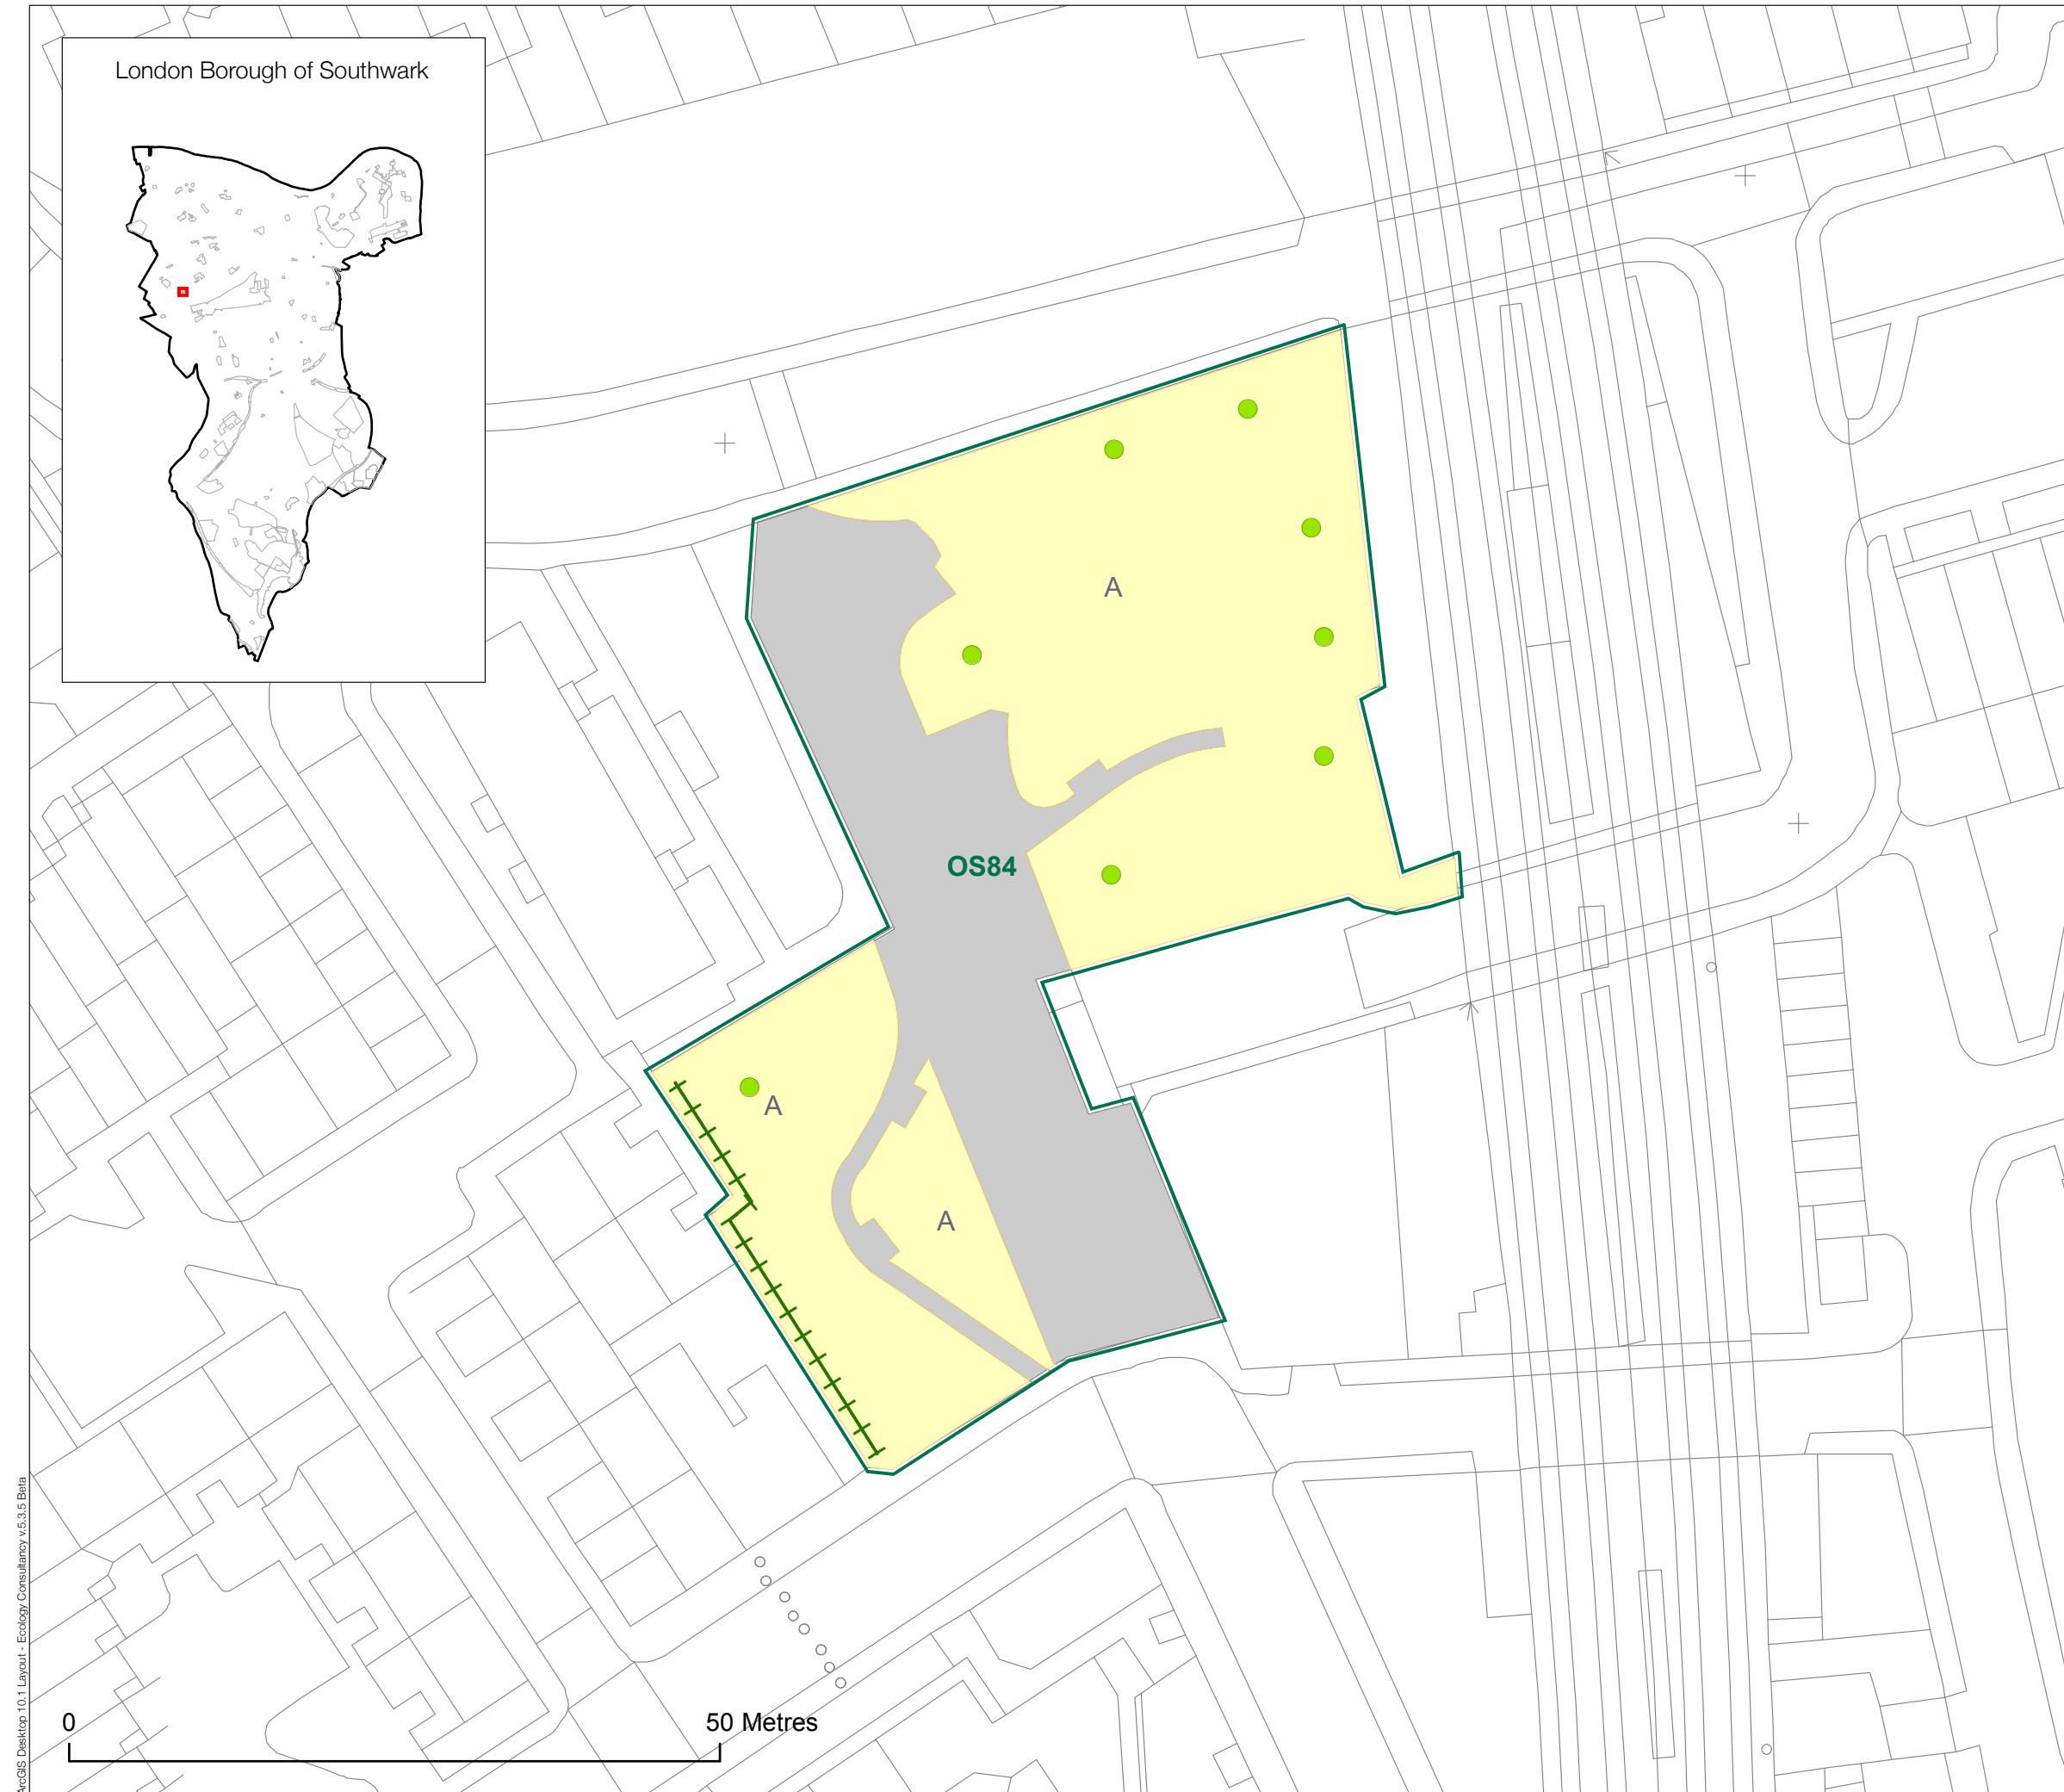 London Borough of Southwark
A
OS84
A
A
0 50 Metres
ArcGIS Desktop 10.1 Layout - Ecology Consultancy v.5.3.5 Beta